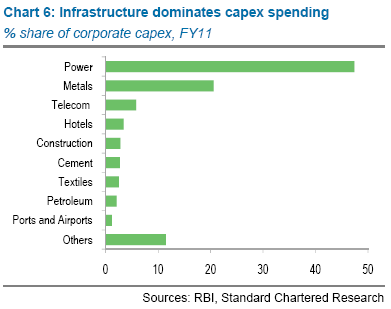 Chart 6: Infrastructure dominates capex spending
% share of corporate capex, FY11
Power
Metals
Telecom
Hotels
Construction
Cement
Textiles
Petroleum
Ports and Airports
Others
0 10 20 30 40 50
Sources: RBI, Standard Chartered Research